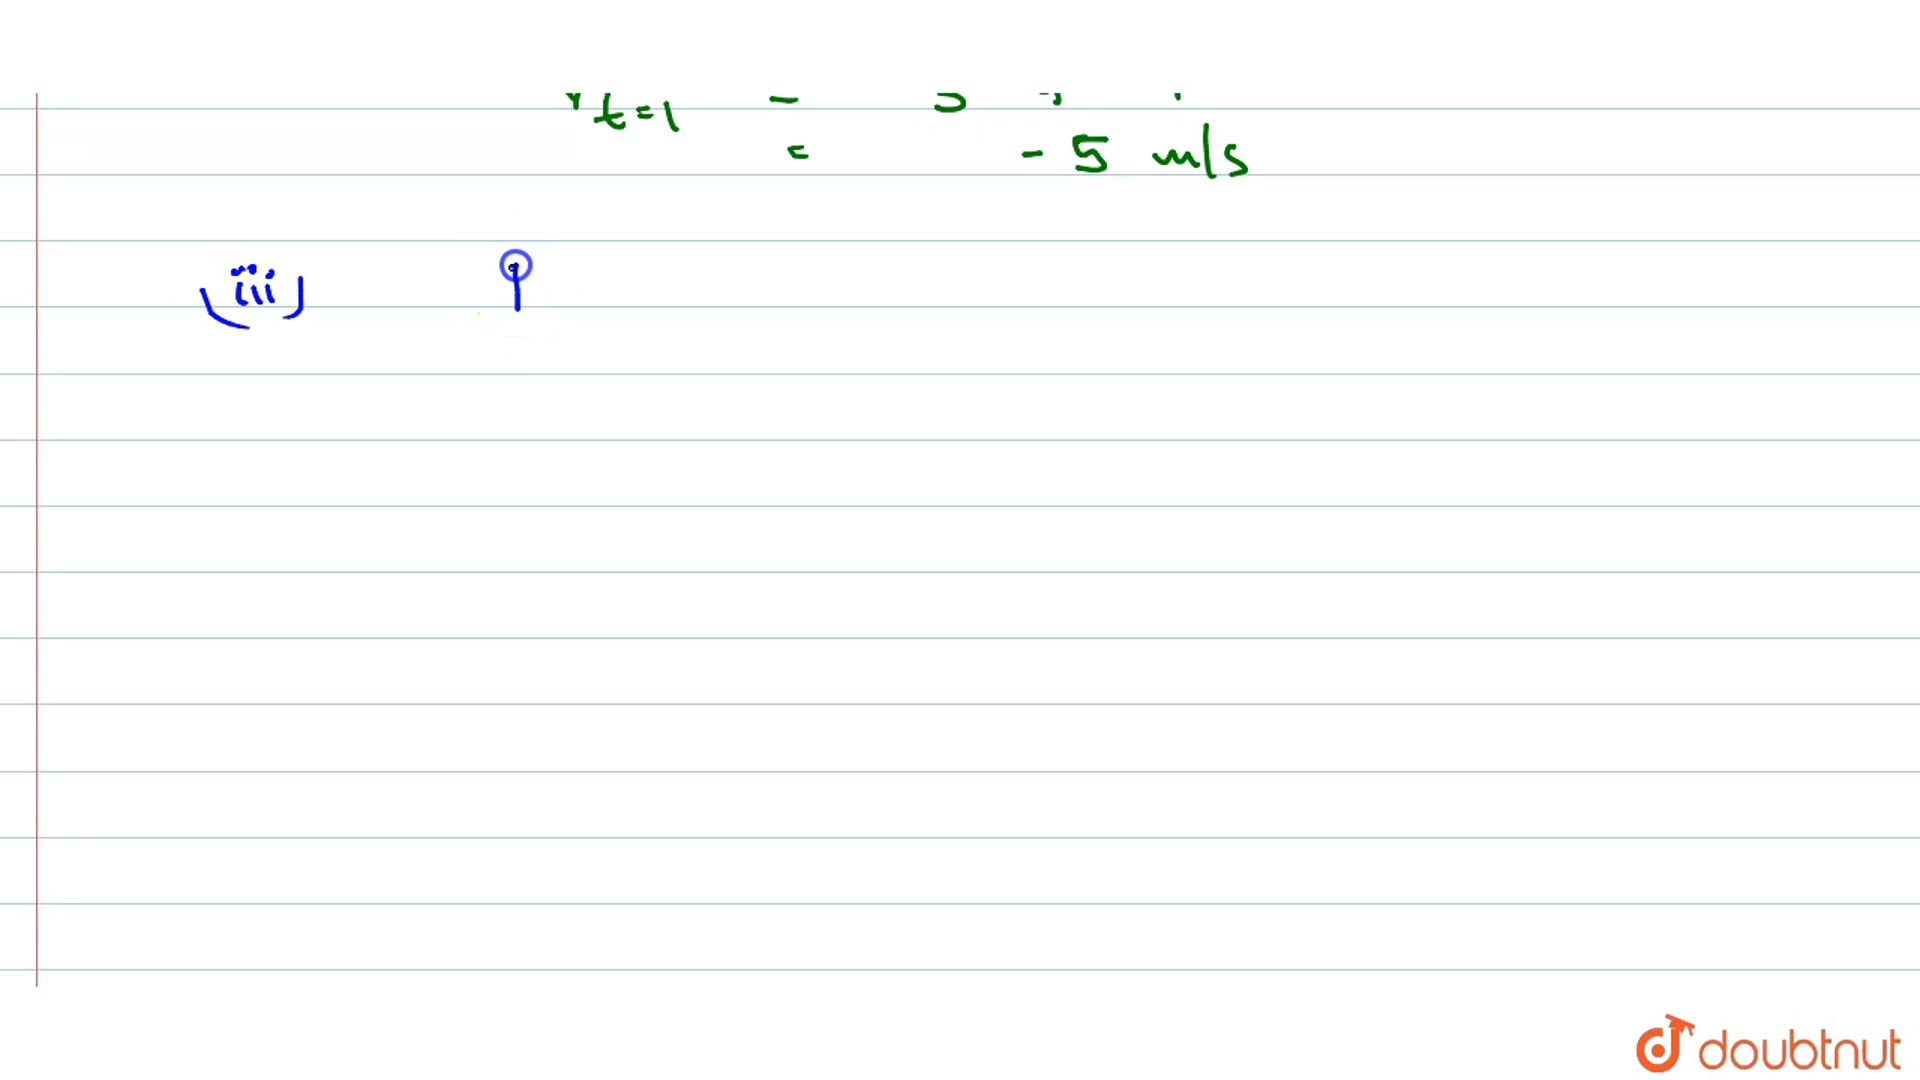 t=1
= - 5 m/s
(iii)
doubtnut